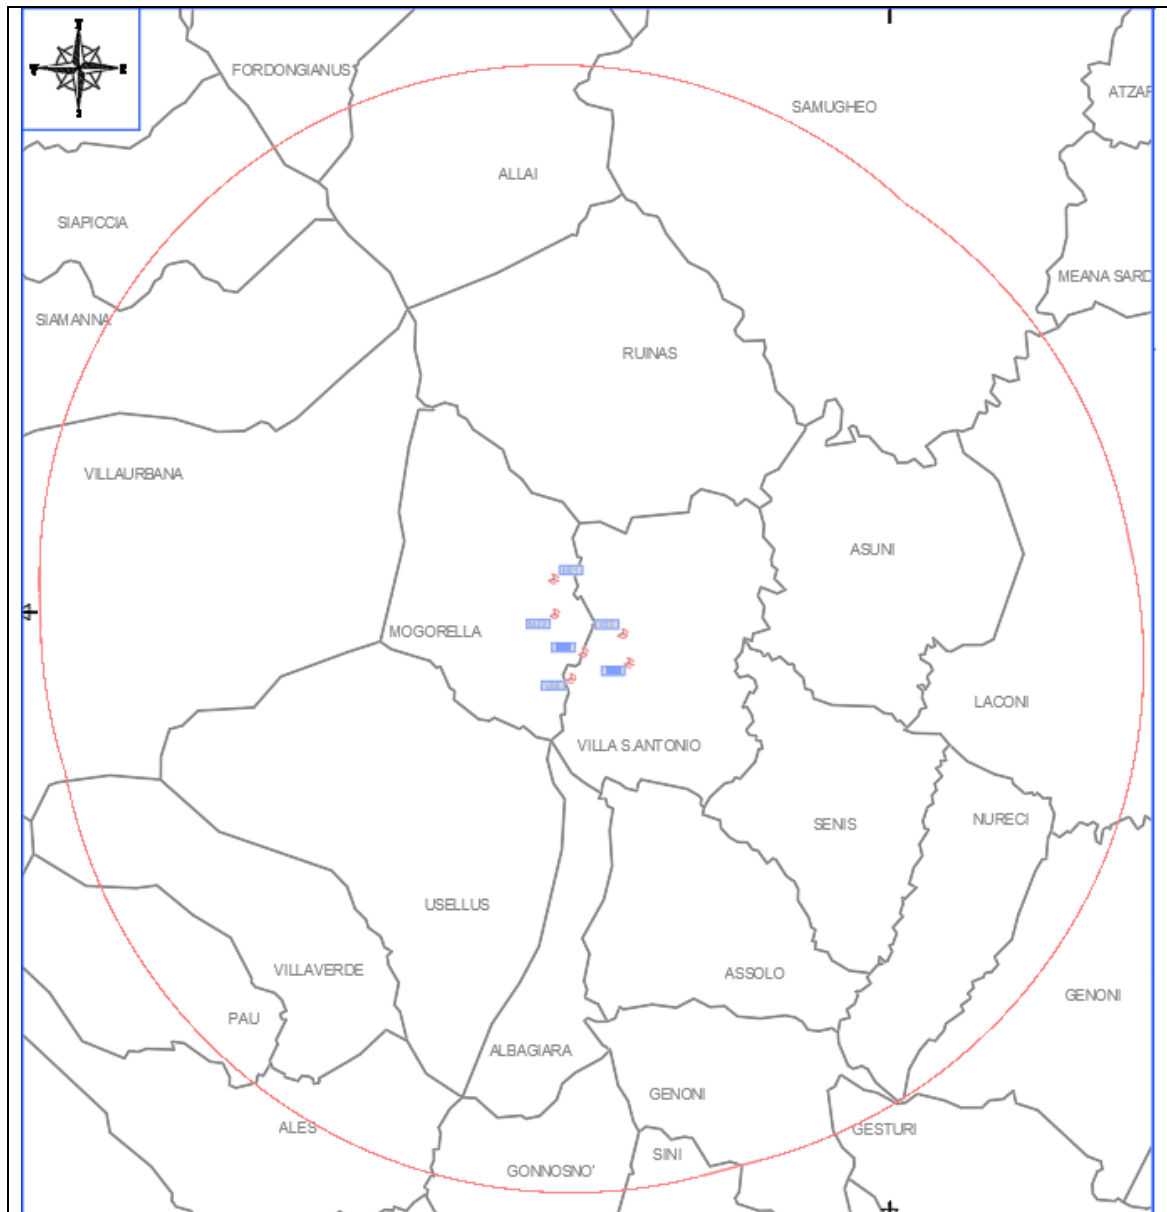 FORDONGIANUS
ATZAR
SAMUGHEO
ALLAI
SIAPICCIA
MEANA SARD
SIAMANNA
RUINAS
VILLAURBANA
ASUNI
MOGORELLA
LACONI
VILLA S.ANTONIO
SENIS
NURECI
USELLUS
VILLAVERDE
ASSOLO
GENONI
PAU
ALBAGIARA
GENONI
ALES
GESTURI
SINI
GONNOSNO'